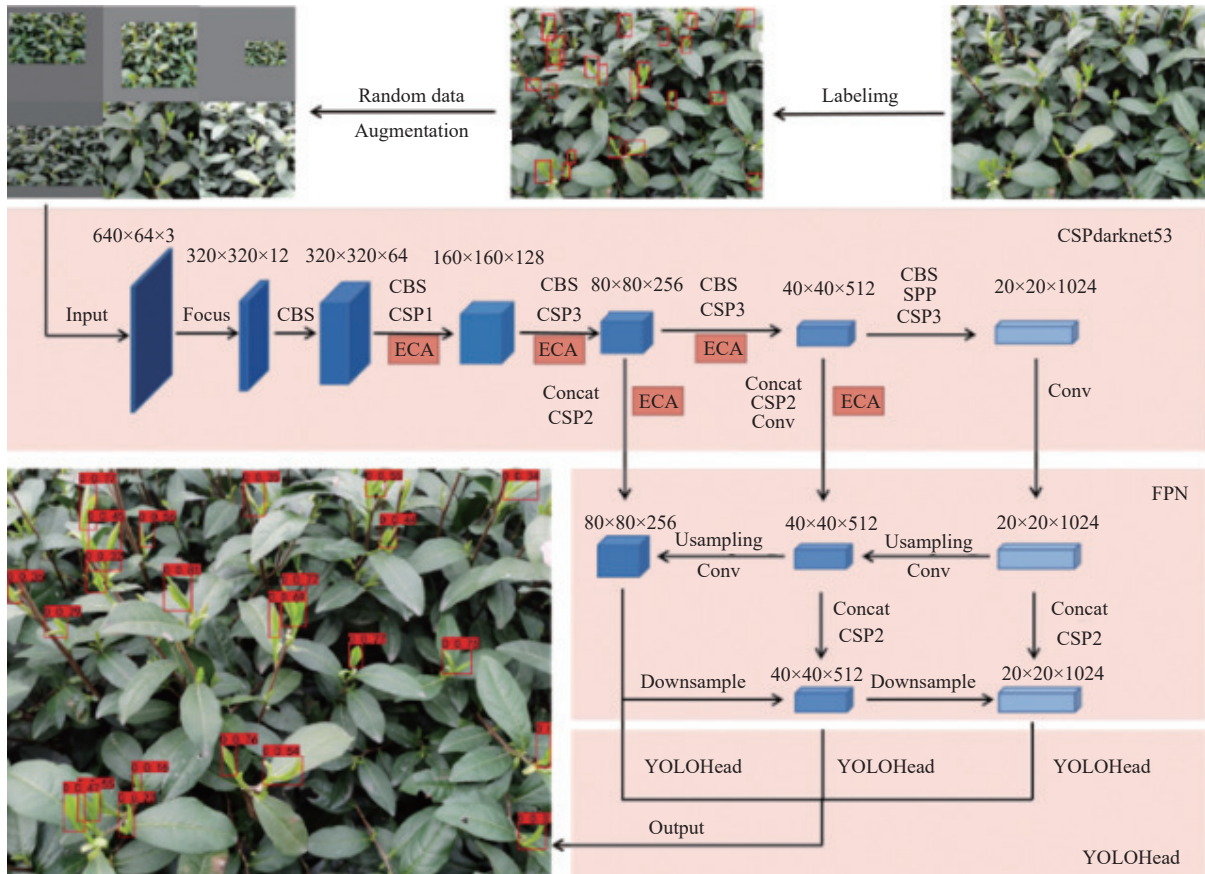 Random data
Augmentation
Labelimg
CSPdarknet53
640×64×3
320×320×12
320×320×64
160×160×128
80×80×256
40×40×512
20×20×1024
Input
Focus
CBS
CBS
CSP1
ECA
CBS
CSP3
ECA
CBS
CSP3
ECA
CBS
SPP
CSP3
Concat
CSP2
ECA
Concat
CSP2
Conv
ECA
Conv
FPN
80×80×256
40×40×512
20×20×1024
Usampling
Conv
Usampling
Conv
Concat
CSP2
Concat
CSP2
40×40×512
20×20×1024
Downsample
Downsample
YOLOHead
YOLOHead
YOLOHead
Output
YOLOHead